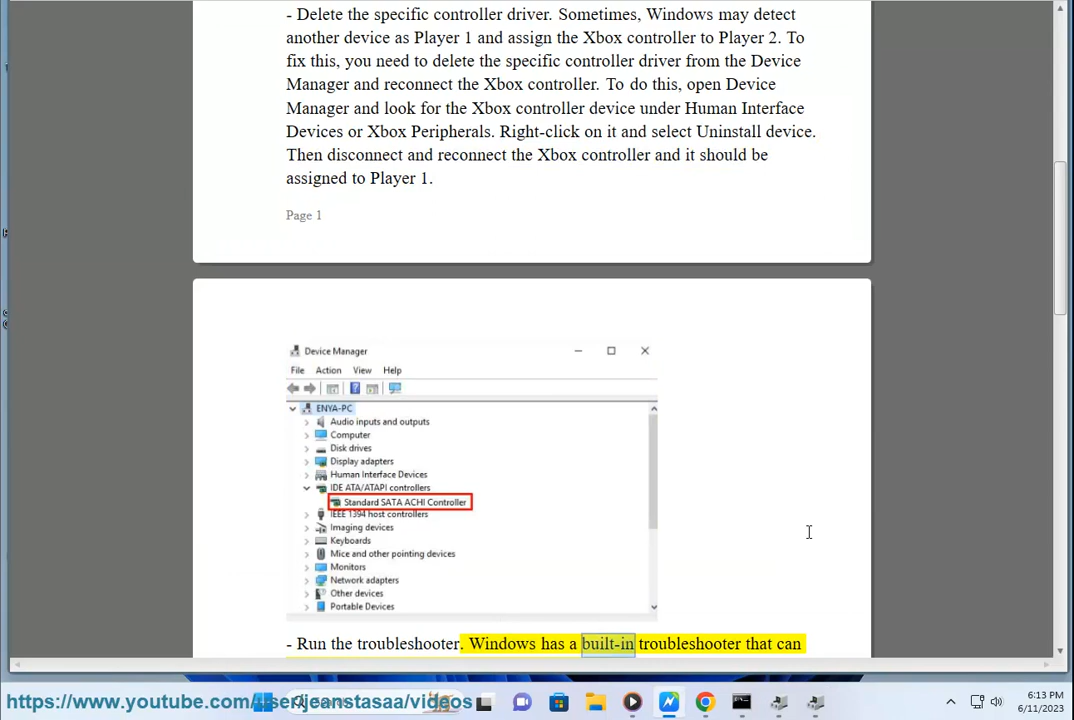 - Delete the specific controller driver. Sometimes, Windows may detect
another device as Player 1 and assign the Xbox controller to Player 2. To
fix this, you need to delete the specific controller driver from the Device
Manager and reconnect the Xbox controller. To do this, open Device
Manager and look for the Xbox controller device under Human Interface
Devices or Xbox Peripherals. Right-click on it and select Uninstall device.
Then disconnect and reconnect the Xbox controller and it should be
assigned to Player 1.
Page 1
Device Manager
File Action View Help
ENYA-PC
Audio inputs and outputs
Computer
Disk drives
Display adapters
Human Interface Devices
IDE ATA/ATAPI controllers
Standard SATA ACHI Controller
IEEE 1394 host controllers
Imaging devices
Keyboards
Mice and other pointing devices
Monitors
Network adapters
Other devices
Portable Devices
- Run the troubleshooter. Windows has a built-in troubleshooter that can
https://www.youtube.com/user/jeanstasaa/videos
6:13 PM
6/11/2023